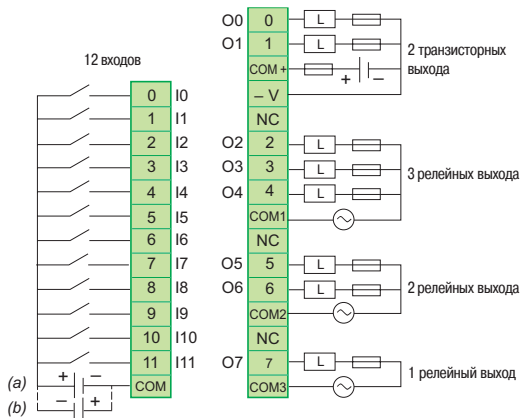 12 входов
0 I0
1 I1
2 I2
3 I3
4 I4
5 I5
6 I6
7 I7
8 I8
9 I9
10 I10
11 I11
(a) + − COM
(b) − +
O0 0 L
O1 1 L
COM + + −
– V
NC
2 транзисторных
выхода
O2 2 L
O3 3 L
O4 4 L
COM1
NC
3 релейных выхода
O5 5 L
O6 6 L
COM2
NC
2 релейных выхода
O7 7 L
COM3
1 релейный выход